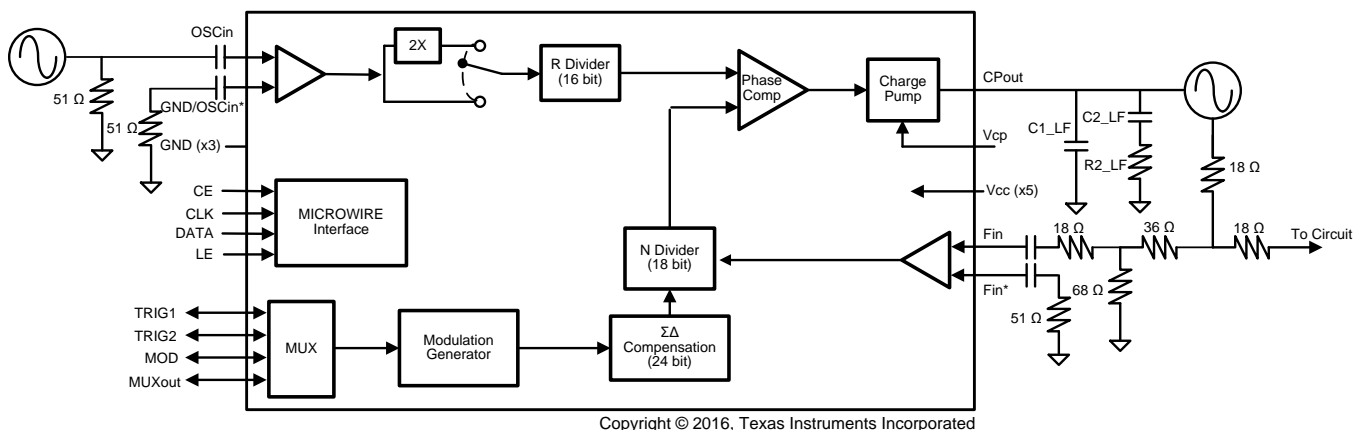 OSCin
51 Ω
GND/OSCin*
51 Ω
GND (x3)
2X
R Divider
(16 bit)
Phase
Comp
Charge
Pump
CPout
Vcp
C1_LF
C2_LF
R2_LF
18 Ω
Vcc (x5)
CE
CLK
DATA
LE
MICROWIRE
Interface
N Divider
(18 bit)
Fin
18 Ω
36 Ω
18 Ω
To Circuit
Fin*
68 Ω
51 Ω
TRIG1
TRIG2
MOD
MUXout
MUX
Modulation
Generator
ΣΔ
Compensation
(24 bit)
Copyright © 2016, Texas Instruments Incorporated